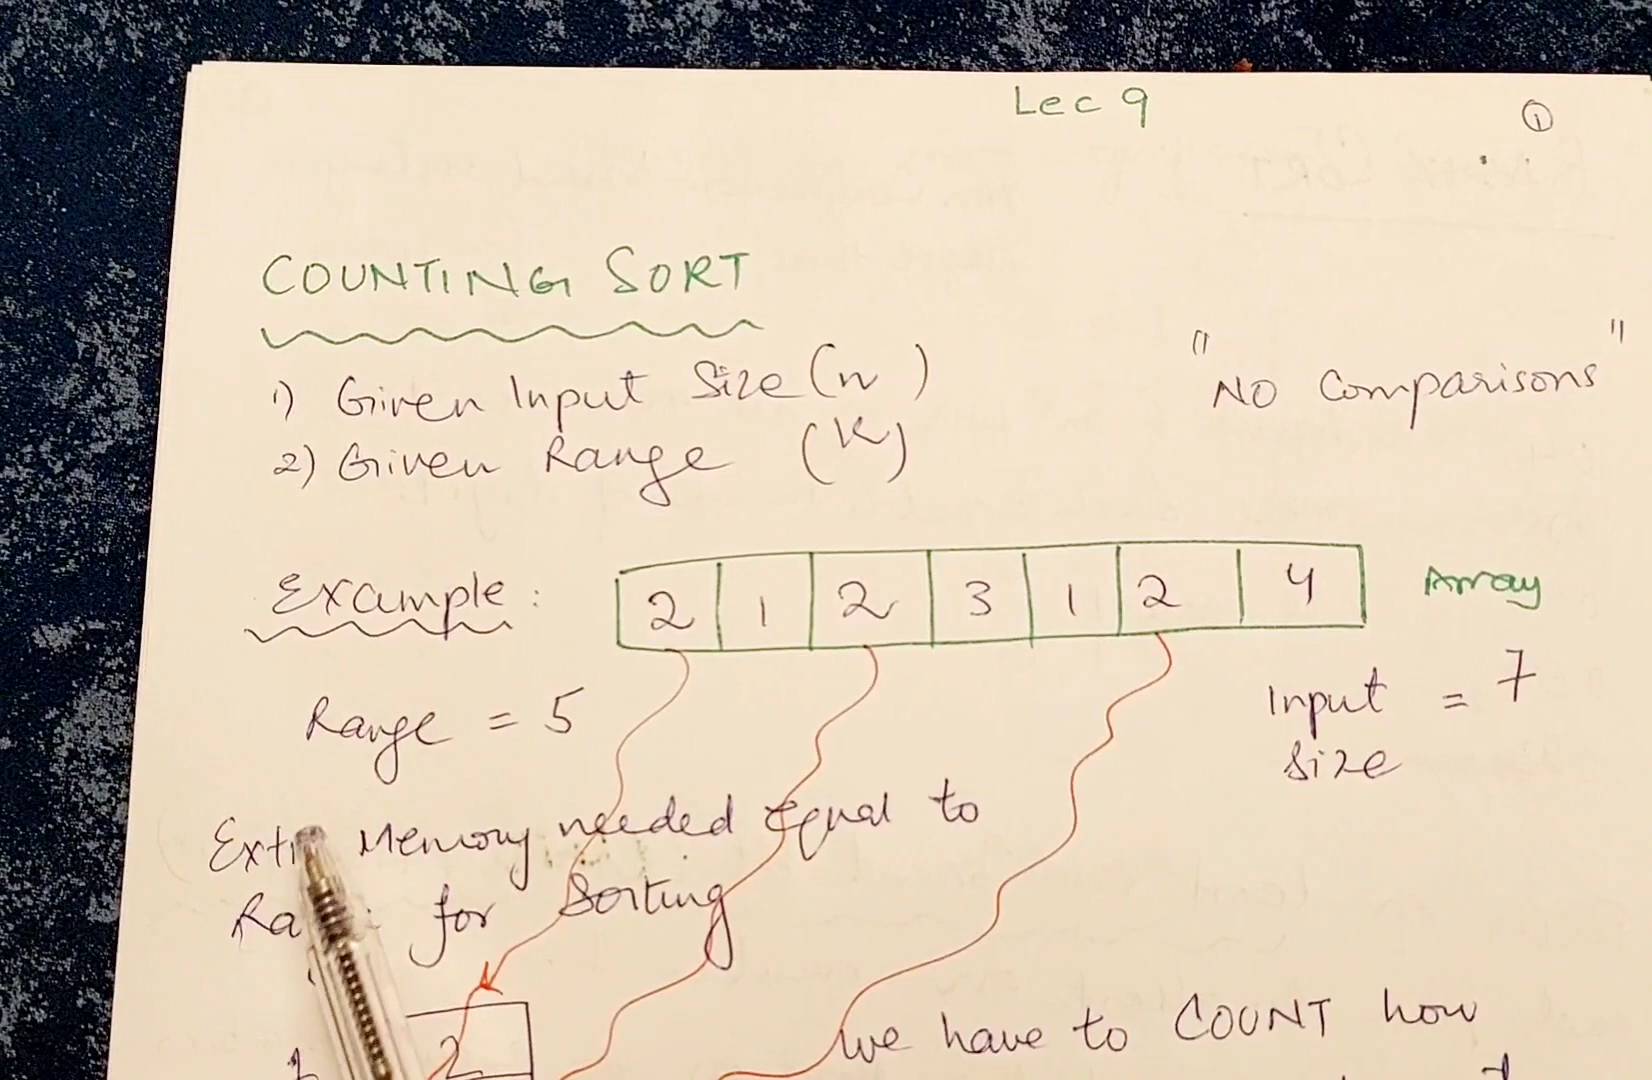 Lec 9
1
COUNTING SORT
1) Given Input Size (n)
2) Given Range (K)
"NO Comparisons"
Example:
2 1 2 3 1 2 4
Array
Range = 5
Input size = 7
Memory needed equal to
for Sorting
2
we have to COUNT how